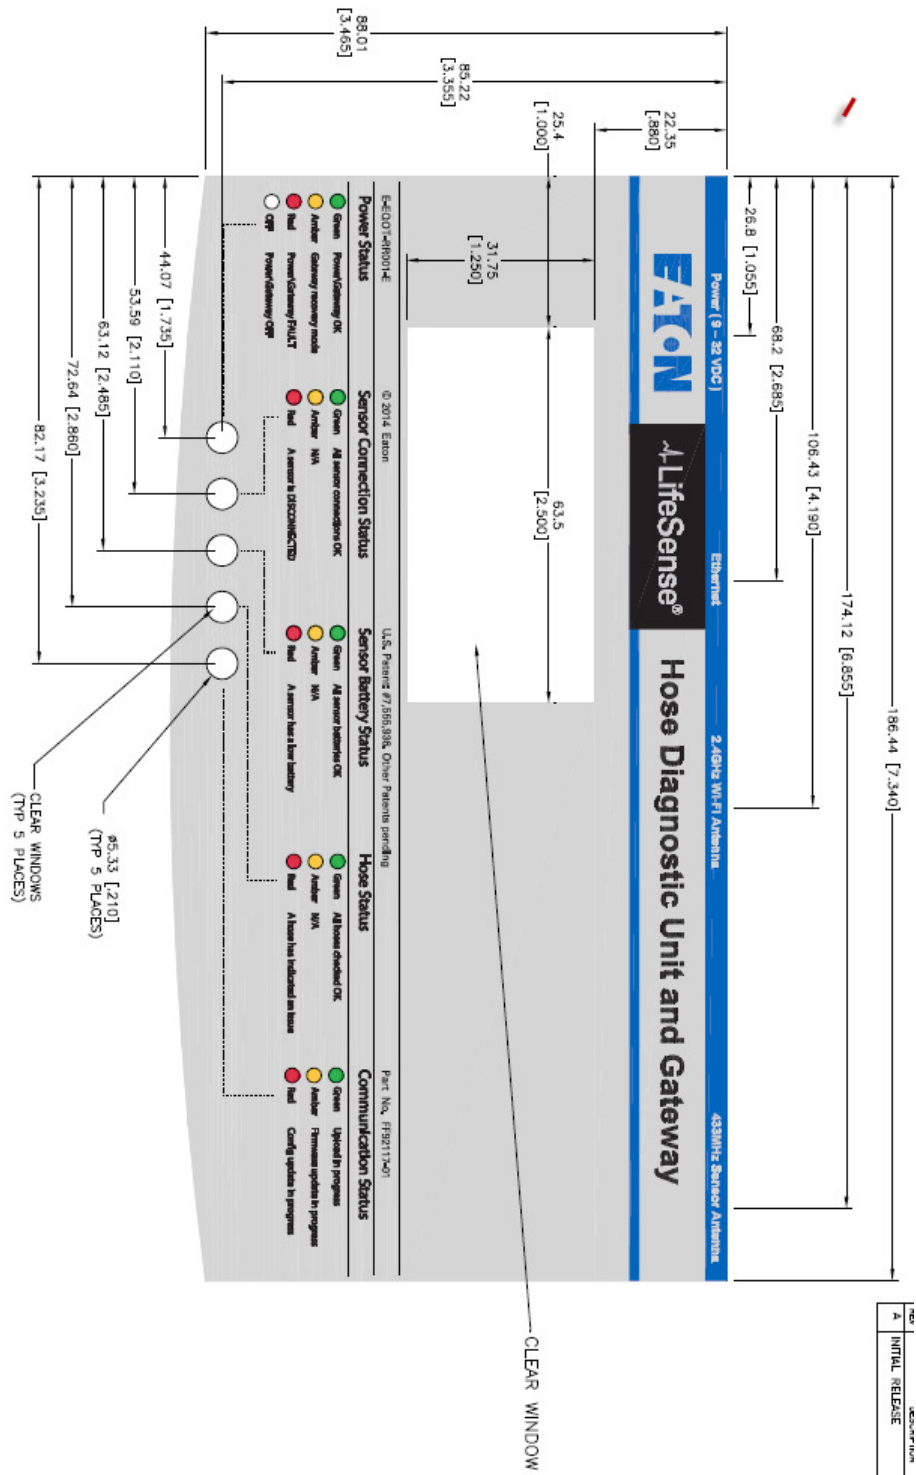 REV
DESCRIPTION
A INITIAL RELEASE
186.44 [7.340]
174.12 [6.855]
106.43 [4.190]
68.2 [2.685]
26.8 [1.055]
22.35
[.880]
25.4
[1.000]
85.22
[3.355]
88.01
[3.465]
Power ( 9 – 32 VDC )
Ethernet
2.4GHz Wi-Fi Antenna
433MHz Sensor Antenna
EATON
LifeSense®
Hose Diagnostic Unit and Gateway
31.75
[1.250]
63.5
[2.500]
CLEAR WINDOW
E-EQOT-RR001-E
© 2014 Eaton
U.S. Patent: #7,555,936, Other Patents pending
Part No. FF92117-01
Power Status
Green Power\Gateway OK
Amber Gateway recovery mode
Red Power\Gateway FAULT
OFF Power\Gateway OFF
Sensor Connection Status
Green All sensor connections OK
Amber N/A
Red A sensor is DISCONNECTED
Sensor Battery Status
Green All sensor batteries OK
Amber N/A
Red A sensor has a low battery
Hose Status
Green All hoses checked OK
Amber N/A
Red A hose has indicated an issue
Communication Status
Green Upload in progress
Amber Firmware update in progress
Red Config update in progress
44.07 [1.735]
53.59 [2.110]
63.12 [2.485]
72.64 [2.860]
82.17 [3.235]
ø5.33 [.210]
(TYP 5 PLACES)
CLEAR WINDOWS
(TYP 5 PLACES)